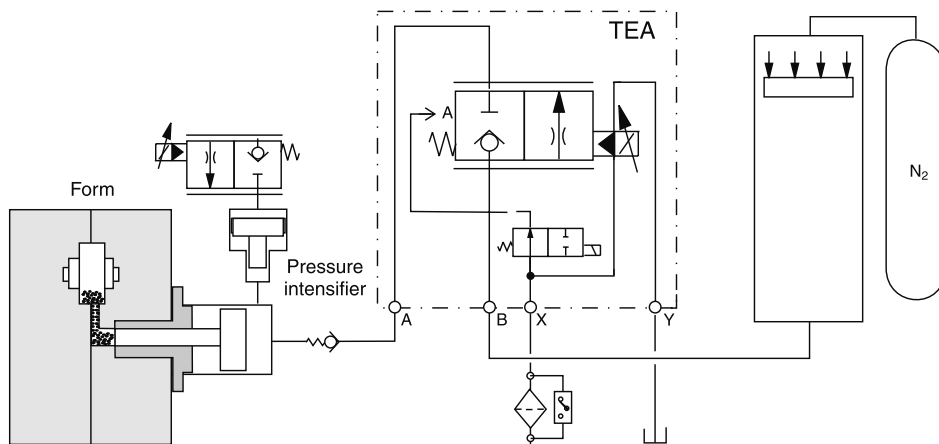 TEA
A
Form
N2
Pressure
intensifier
A
B
X
Y